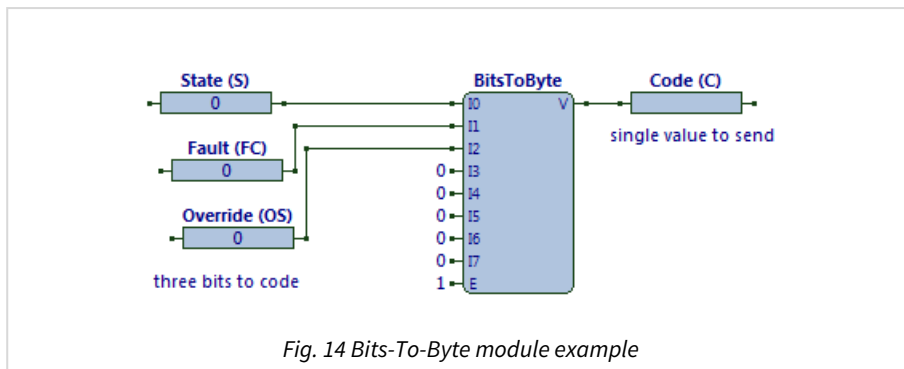 State (S)
0
Fault (FC)
0
Override (OS)
0
three bits to code
BitsToByte
I0 V
I1
I2
0 I3
0 I4
0 I5
0 I6
0 I7
1 E
Code (C)
single value to send
Fig. 14 Bits-To-Byte module example